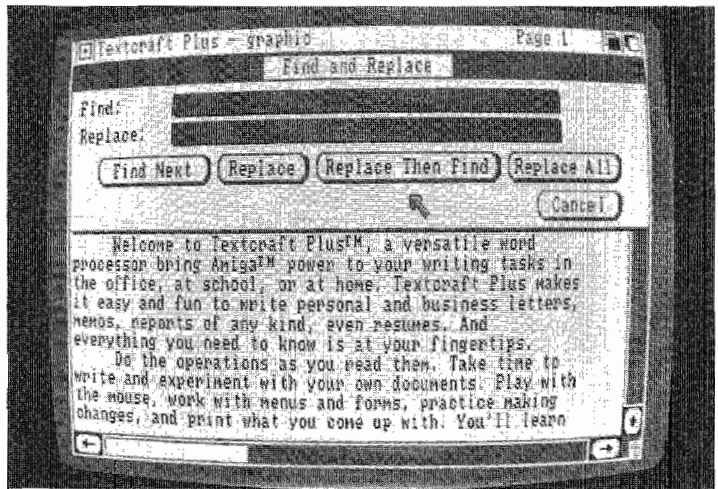 Textcraft Plus - graphic Page 1
Find and Replace
Find:
Replace:
Find Next Replace Replace Then Find Replace All
Cancel
Welcome to Textcraft Plus™, a versatile word
processor bring Amiga™ power to your writing tasks in
the office, at school, or at home. Textcraft Plus makes
it easy and fun to write personal and business letters,
memos, reports of any kind, even resumes. And
everything you need to know is at your fingertips.
Do the operations as you read them. Take time to
write and experiment with your own documents. Play with
the mouse, work with menus and forms, practice making
changes, and print what you come up with. You'll learn